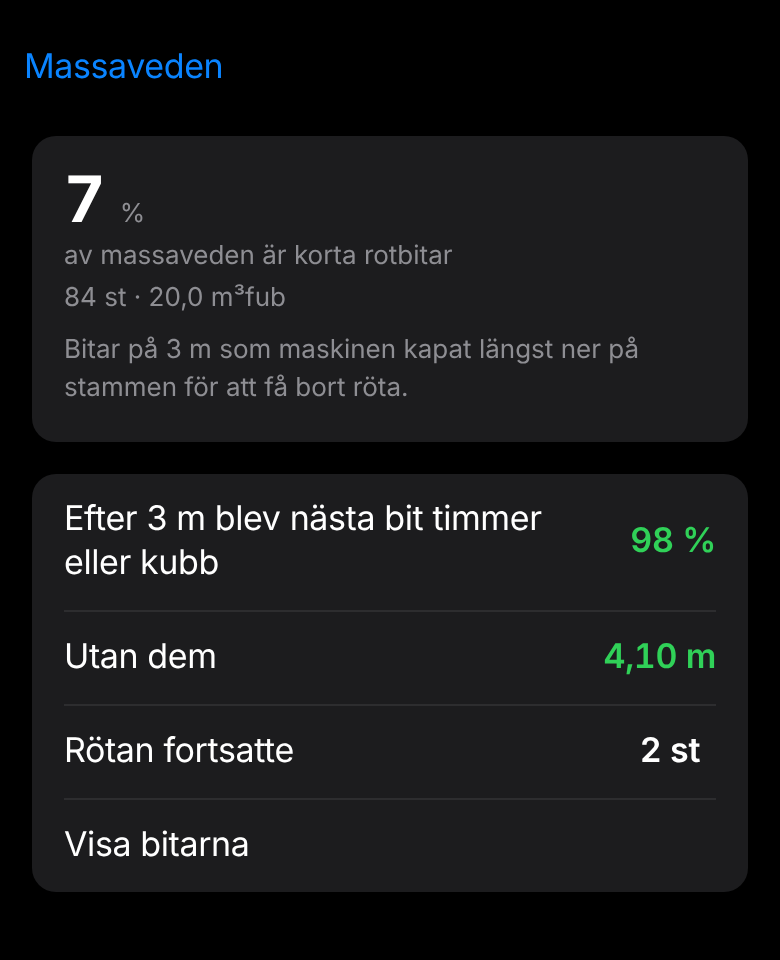 Massaveden
7 %
av massaveden är korta rotbitar
84 st · 20,0 m³fub
Bitar på 3 m som maskinen kapat längst ner på
stammen för att få bort röta.
Efter 3 m blev nästa bit timmer
eller kubb
98 %
Utan dem
4,10 m
Rötan fortsatte
2 st
Visa bitarna